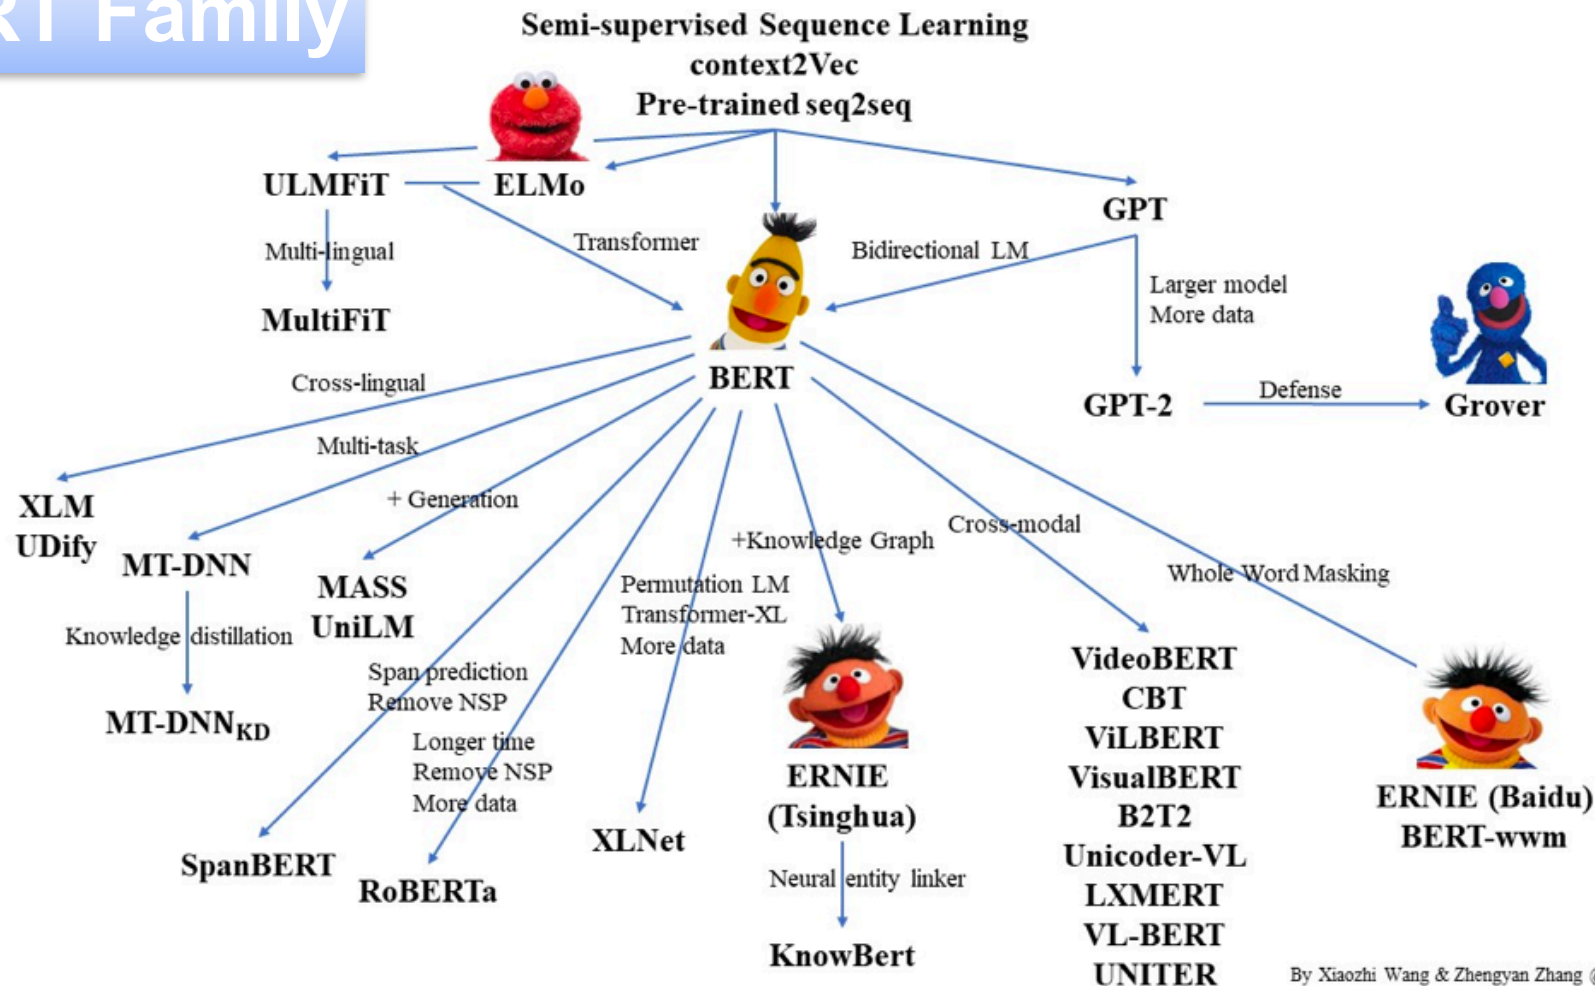 RT Family
Semi-supervised Sequence Learning
context2Vec
Pre-trained seq2seq
ULMFiT
ELMo
GPT
Multi-lingual
Transformer
Bidirectional LM
Larger model
More data
MultiFiT
BERT
Cross-lingual
GPT-2
Defense
Grover
Multi-task
+ Generation
XLM
UDify
MT-DNN
MASS
UniLM
+Knowledge Graph
Cross-modal
Whole Word Masking
Permutation LM
Transformer-XL
More data
Knowledge distillation
Span prediction
Remove NSP
MT-DNNKD
Longer time
Remove NSP
More data
SpanBERT
RoBERTa
XLNet
ERNIE
(Tsinghua)
Neural entity linker
KnowBert
VideoBERT
CBT
ViLBERT
VisualBERT
B2T2
Unicoder-VL
LXMERT
VL-BERT
UNITER
ERNIE (Baidu)
BERT-wwm
By Xiaozhi Wang & Zhengyan Zhang @